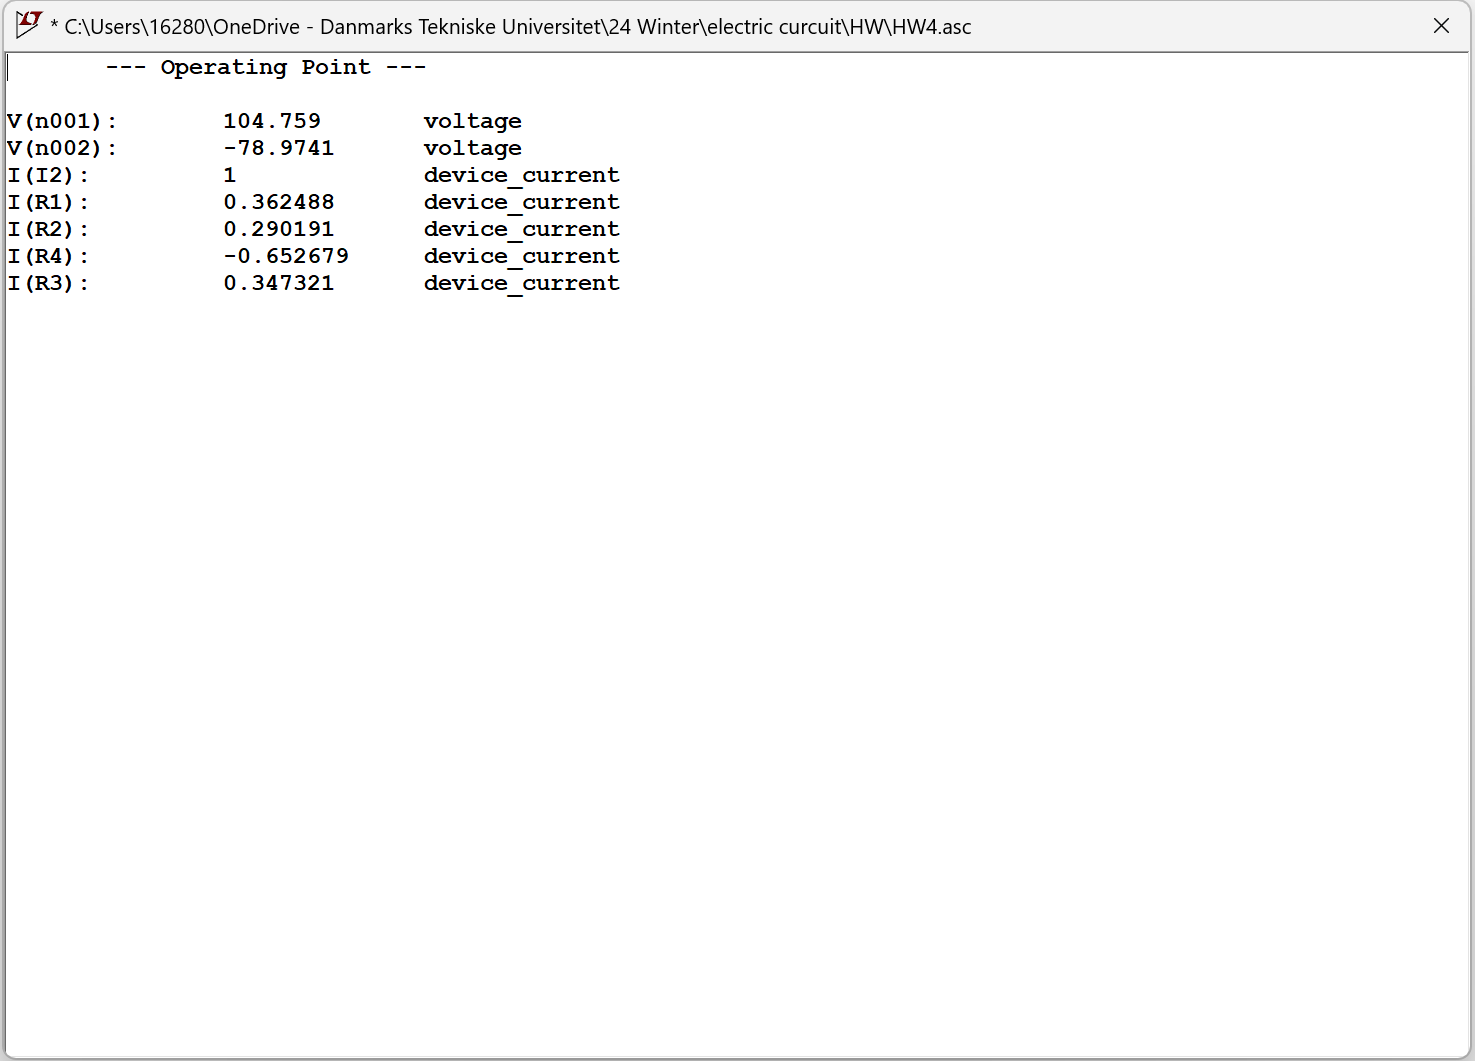 * C:\Users\16280\OneDrive - Danmarks Tekniske Universitet\24 Winter\electric curcuit\HW\HW4.asc
--- Operating Point ---
V(n001): 104.759 voltage
V(n002): -78.9741 voltage
I(I2): 1 device_current
I(R1): 0.362488 device_current
I(R2): 0.290191 device_current
I(R4): -0.652679 device_current
I(R3): 0.347321 device_current